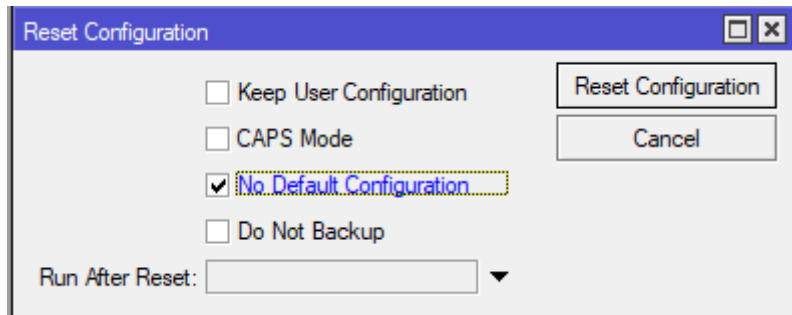 Reset Configuration
Keep User Configuration
Reset Configuration
CAPS Mode
Cancel
No Default Configuration
Do Not Backup
Run After Reset: